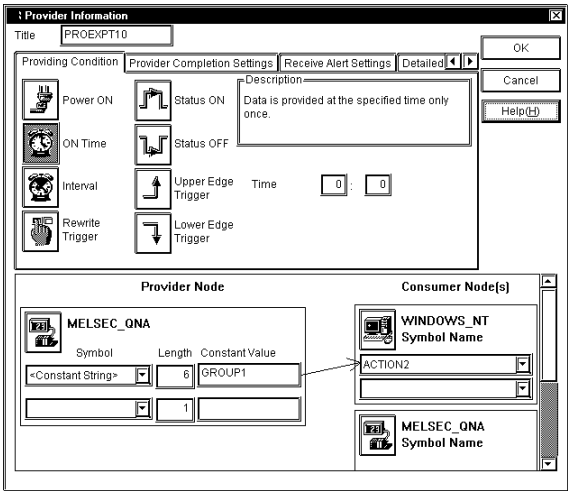 Provider Information
Title PROEXPT10
OK
Cancel
Help(H)
Providing Condition Provider Completion Settings Receive Alert Settings Detailed
Power ON Status ON
Description
Data is provided at the specified time only
once.
ON Time Status OFF
Interval Upper Edge
Trigger
Time 0 : 0
Rewrite
Trigger
Lower Edge
Trigger
Provider Node Consumer Node(s)
MELSEC_QNA
Symbol Length Constant Value
<Constant String> 6 GROUP1
1
WINDOWS_NT
Symbol Name
ACTION2
MELSEC_QNA
Symbol Name